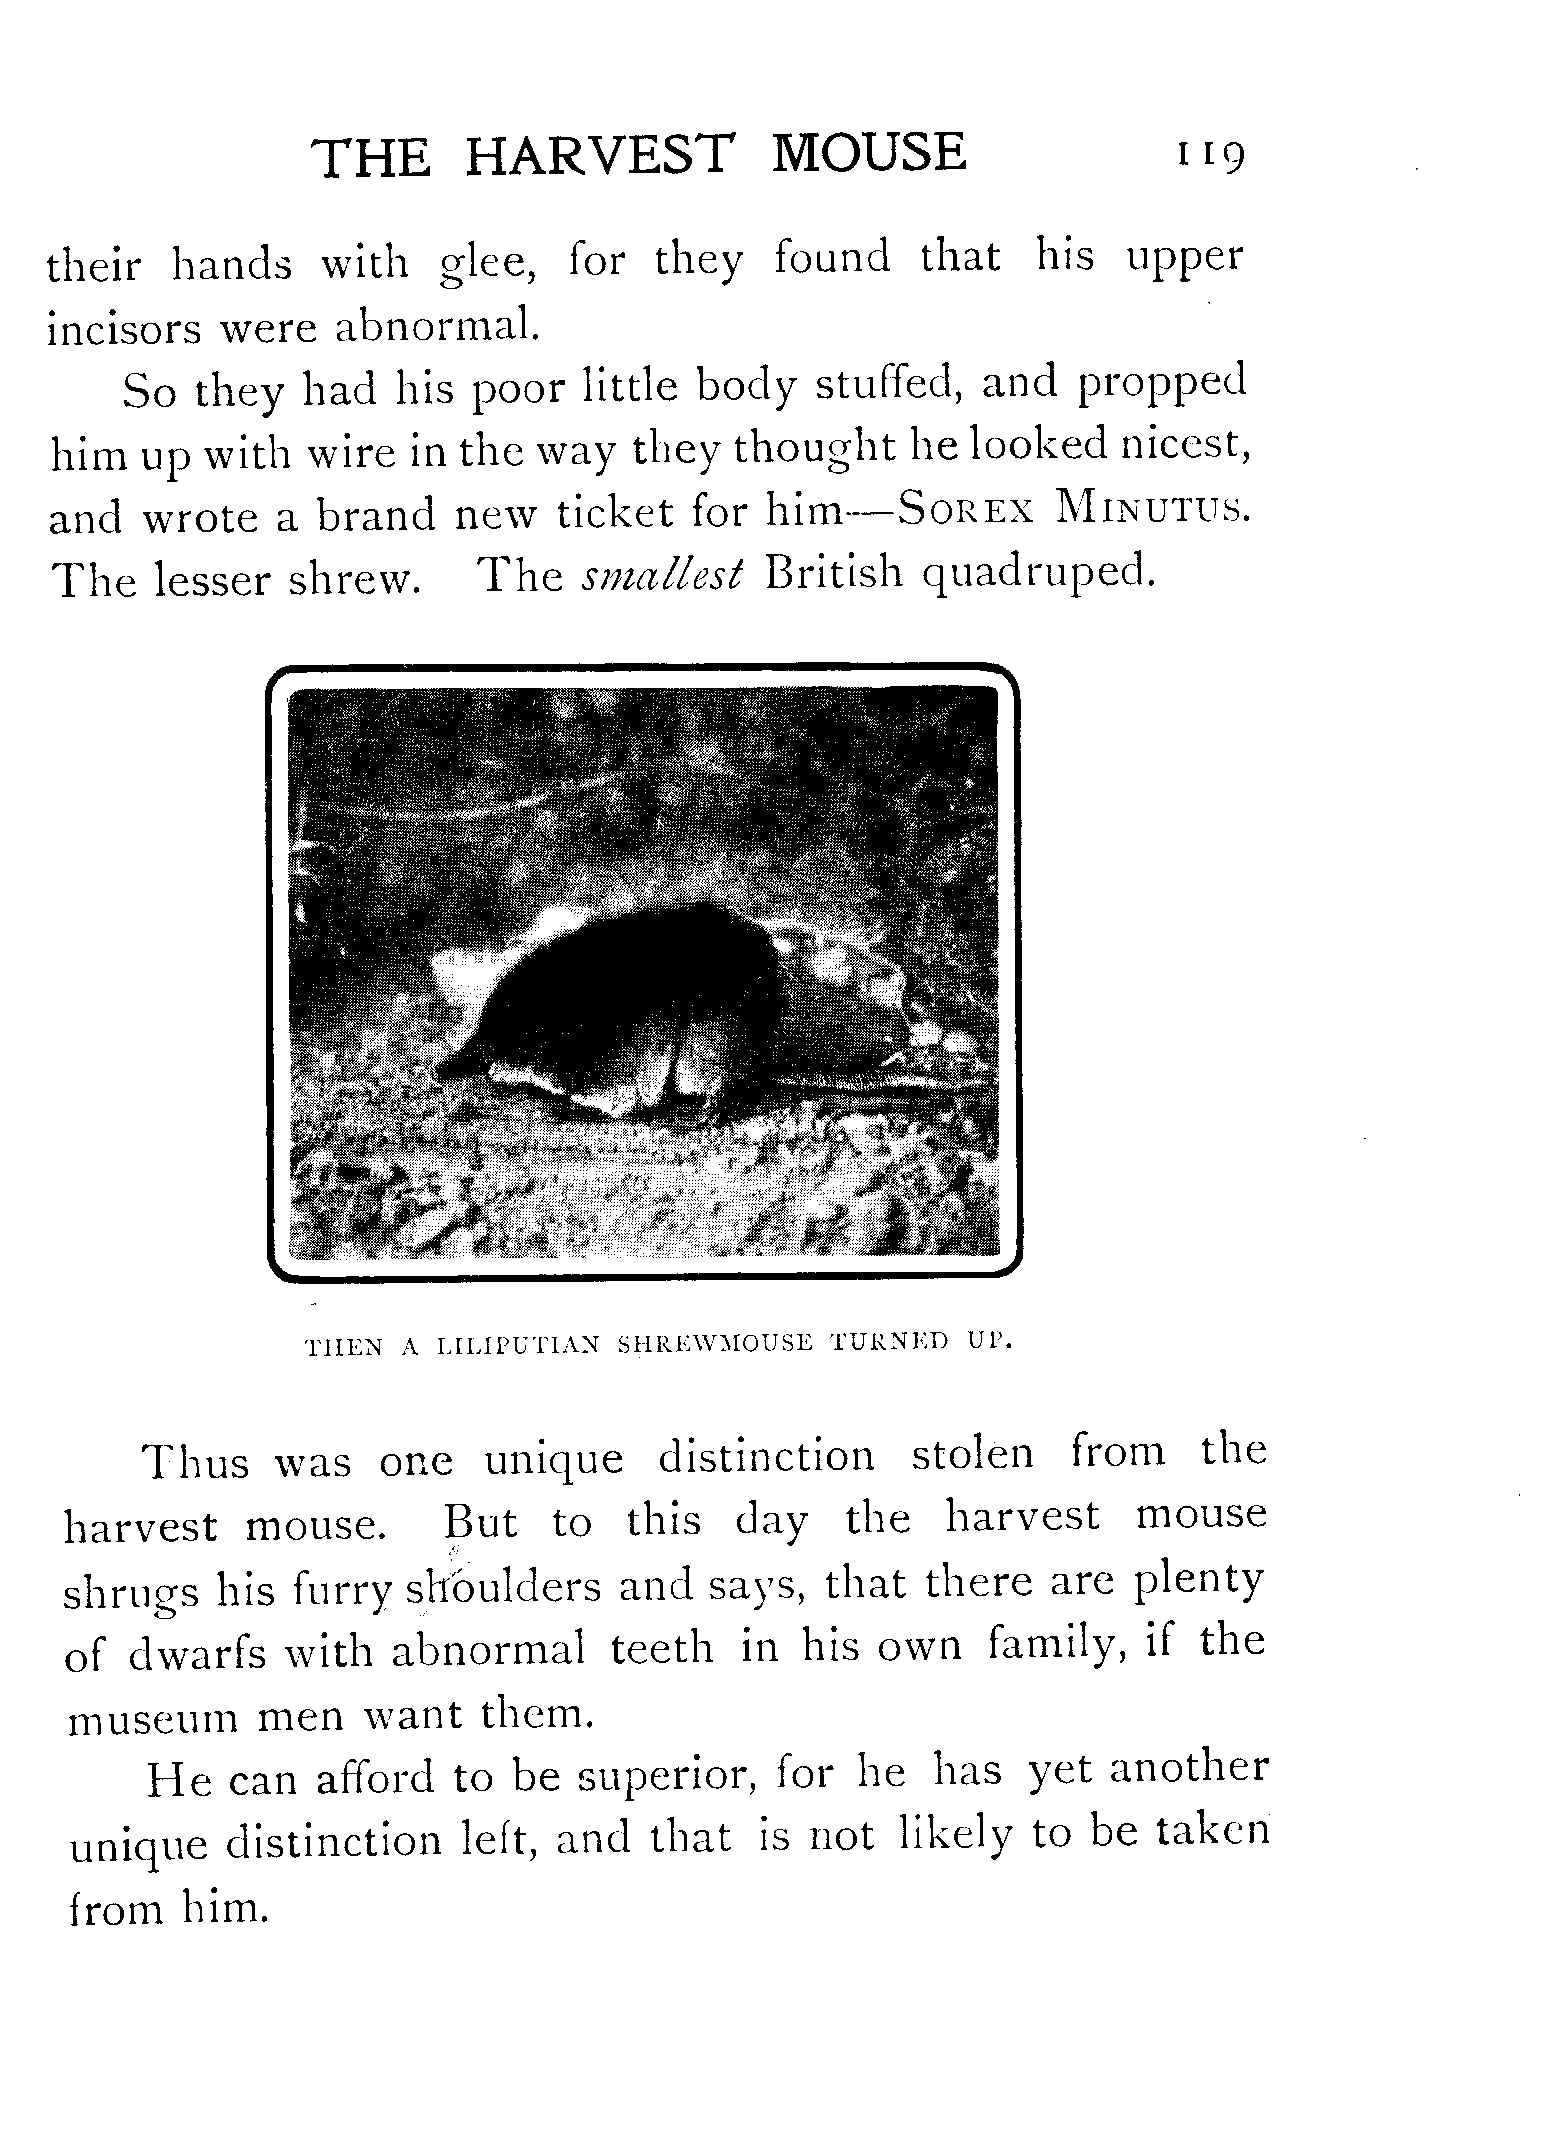 THE HARVEST MOUSE 119
their hands with glee, for they found that his upper
incisors were abnormal.
So they had his poor little body stuffed, and propped
him up with wire in the way they thought he looked nicest,
and wrote a brand new ticket for him—SOREX MINUTUS.
The lesser shrew. The smallest British quadruped.
THEN A LILIPUTIAN SHREWMOUSE TURNED UP.
Thus was one unique distinction stolen from the
harvest mouse. But to this day the harvest mouse
shrugs his furry shoulders and says, that there are plenty
of dwarfs with abnormal teeth in his own family, if the
museum men want them.
He can afford to be superior, for he has yet another
unique distinction left, and that is not likely to be taken
from him.